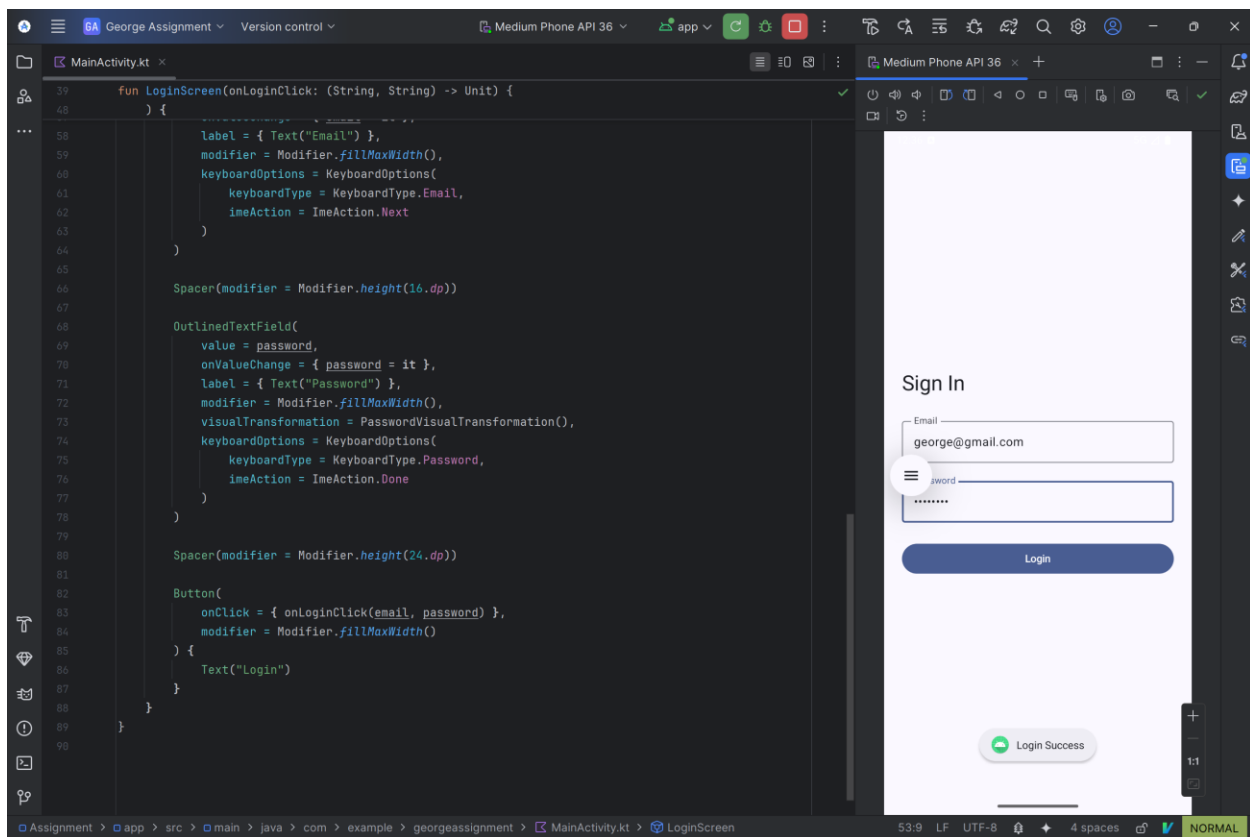 GA George Assignment Version control Medium Phone API 36 app
MainActivity.kt
Medium Phone API 36
39 fun LoginScreen(onLoginClick: (String, String) -> Unit) {
48 ) {
58 label = { Text("Email") },
59 modifier = Modifier.fillMaxWidth(),
60 keyboardOptions = KeyboardOptions(
61 keyboardType = KeyboardType.Email,
62 imeAction = ImeAction.Next
63 )
64 )
65
66 Spacer(modifier = Modifier.height(16.dp))
67
68 OutlinedTextField(
69 value = password,
70 onValueChange = { password = it },
71 label = { Text("Password") },
72 modifier = Modifier.fillMaxWidth(),
73 visualTransformation = PasswordVisualTransformation(),
74 keyboardOptions = KeyboardOptions(
75 keyboardType = KeyboardType.Password,
76 imeAction = ImeAction.Done
77 )
78 )
79
80 Spacer(modifier = Modifier.height(24.dp))
81
82 Button(
83 onClick = { onLoginClick(email, password) },
84 modifier = Modifier.fillMaxWidth()
85 ) {
86 Text("Login")
87 }
88 }
89 }
90
Sign In
Email
george@gmail.com
sword
••••••••
Login
Login Success
1:1
Assignment > app > src > main > java > com > example > georgeassignment > MainActivity.kt > LoginScreen 53:9 LF UTF-8 4 spaces NORMAL